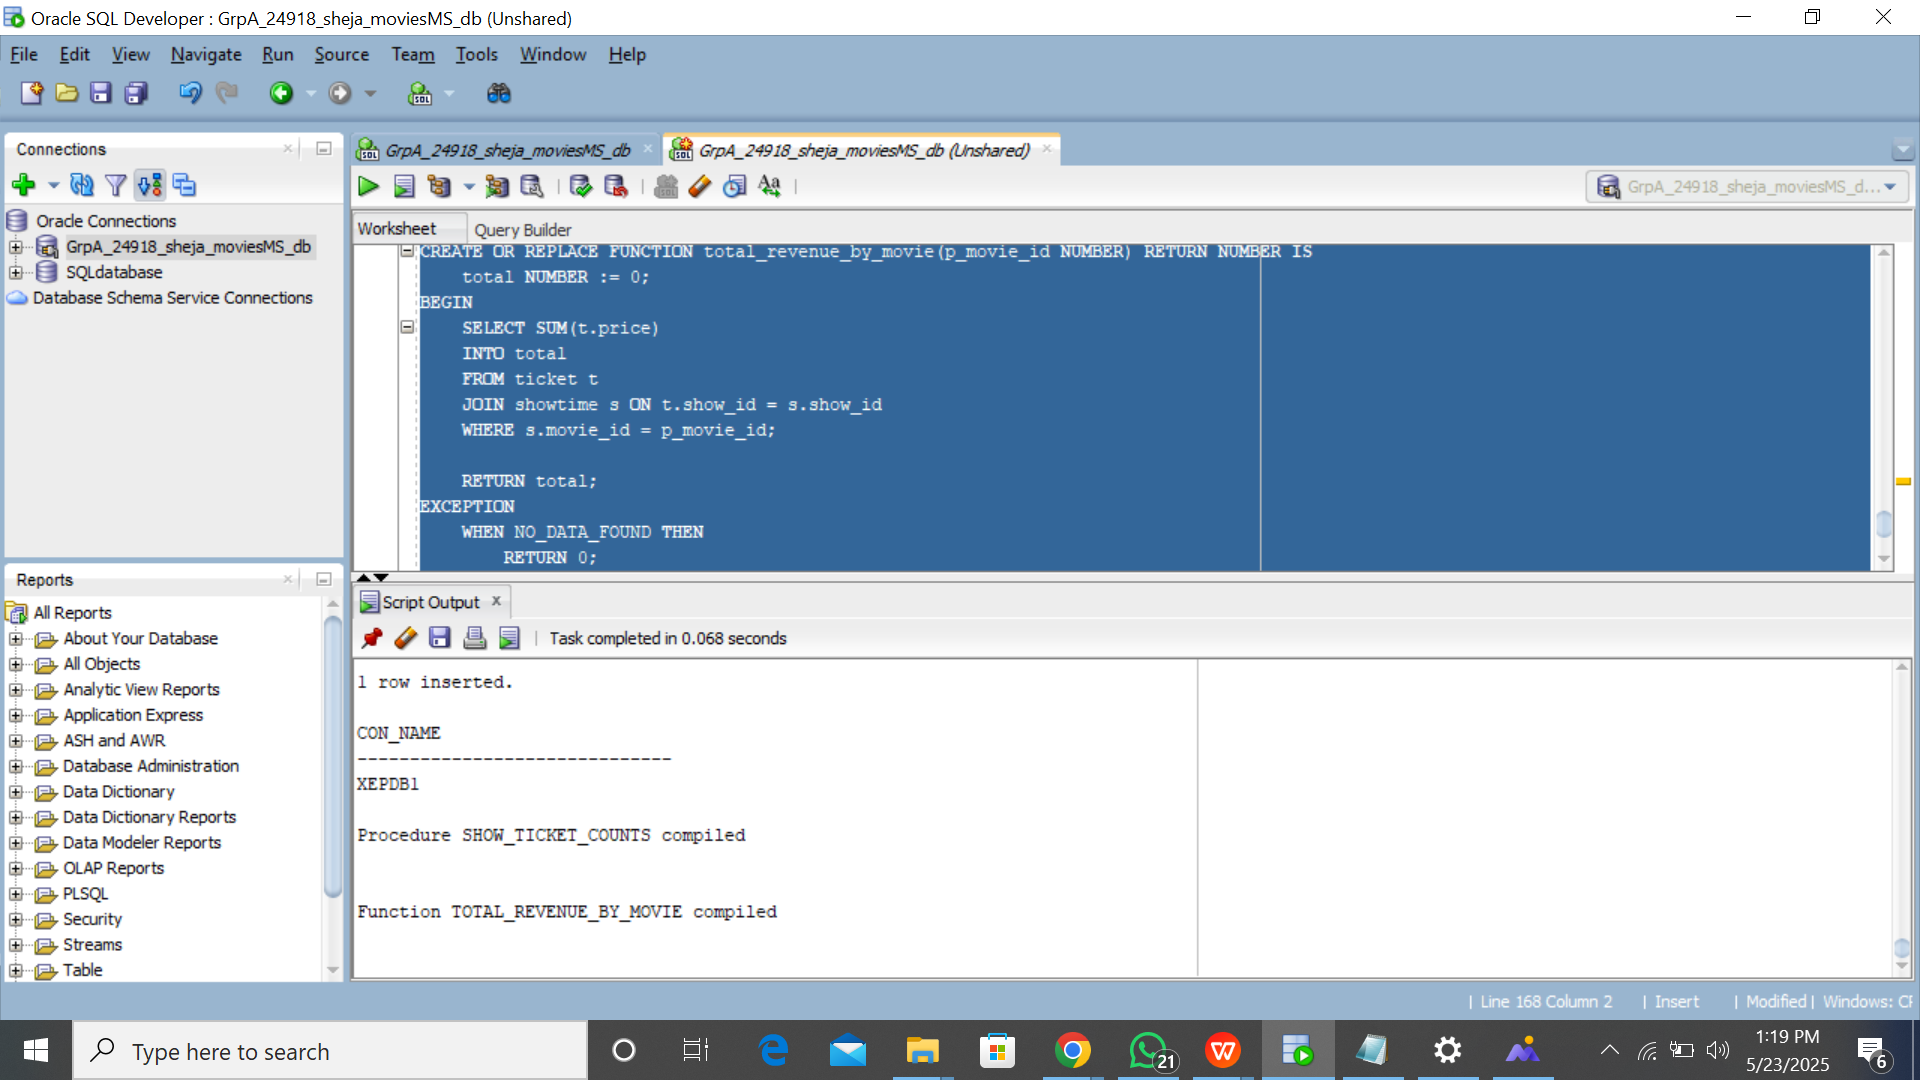 Oracle SQL Developer : GrpA_24918_sheja_moviesMS_db (Unshared)
File Edit View Navigate Run Source Team Tools Window Help
Connections
Oracle Connections
GrpA_24918_sheja_moviesMS_db
SQLdatabase
Database Schema Service Connections
Reports
All Reports
About Your Database
All Objects
Analytic View Reports
Application Express
ASH and AWR
Database Administration
Data Dictionary
Data Dictionary Reports
Data Modeler Reports
OLAP Reports
PLSQL
Security
Streams
Table
GrpA_24918_sheja_moviesMS_db
GrpA_24918_sheja_moviesMS_db (Unshared)
GrpA_24918_sheja_moviesMS_d...
Worksheet Query Builder
CREATE OR REPLACE FUNCTION total_revenue_by_movie(p_movie_id NUMBER) RETURN NUMBER IS
total NUMBER := 0;
BEGIN
SELECT SUM(t.price)
INTO total
FROM ticket t
JOIN showtime s ON t.show_id = s.show_id
WHERE s.movie_id = p_movie_id;
RETURN total;
EXCEPTION
WHEN NO_DATA_FOUND THEN
RETURN 0;
Script Output
Task completed in 0.068 seconds
1 row inserted.
CON_NAME
------------------------------
XEPDB1
Procedure SHOW_TICKET_COUNTS compiled
Function TOTAL_REVENUE_BY_MOVIE compiled
| Line 168 Column 2 | Insert | Modified | Windows: CF
Type here to search
21
1:19 PM
5/23/2025
6